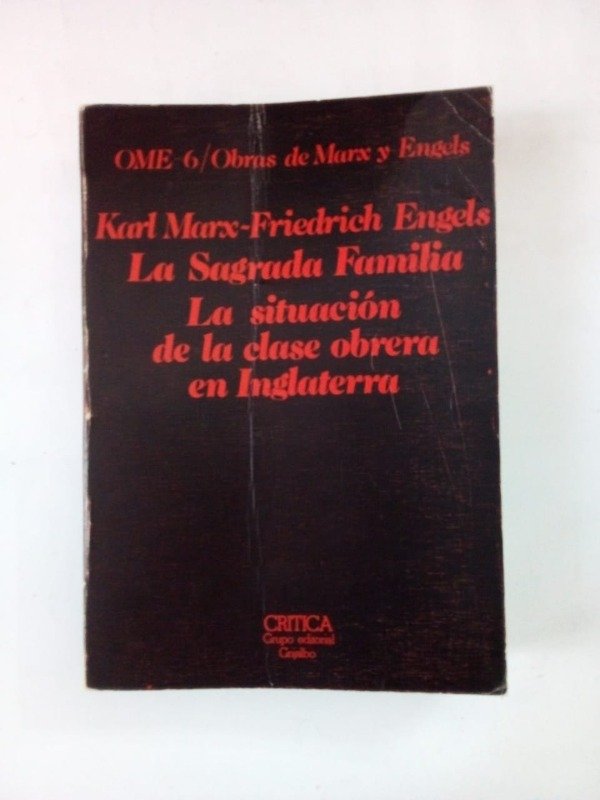 OME-6/Obras de Marx y Engels
Karl Marx-Friedrich Engels
La Sagrada Familia
La situación
de la clase obrera
en Inglaterra
CRITICA
Grupo editorial
Grijalbo